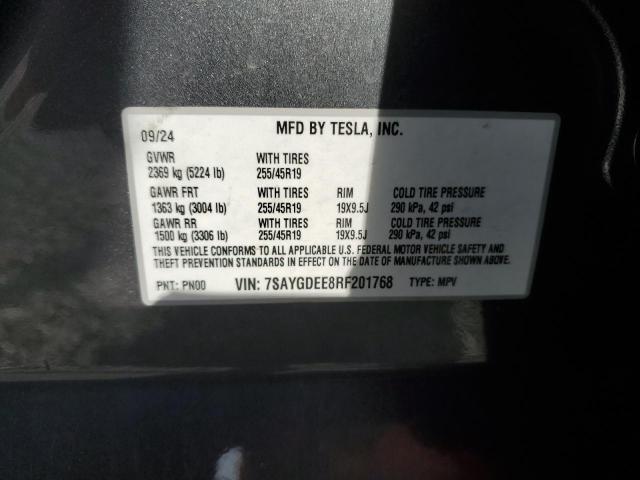 09/24 MFD BY TESLA, INC.
GVWR WITH TIRES
2369 kg (5224 lb) 255/45R19
GAWR FRT WITH TIRES RIM COLD TIRE PRESSURE
1363 kg (3004 lb) 255/45R19 19X9.5J 290 kPa, 42 psi
GAWR RR WITH TIRES RIM COLD TIRE PRESSURE
1500 kg (3306 lb) 255/45R19 19X9.5J 290 kPa, 42 psi
THIS VEHICLE CONFORMS TO ALL APPLICABLE U.S. FEDERAL MOTOR VEHICLE SAFETY AND
THEFT PREVENTION STANDARDS IN EFFECT ON THE DATE OF MANUFACTURE SHOWN ABOVE.
PNT: PN00 VIN: 7SAYGDEE8RF201768 TYPE: MPV